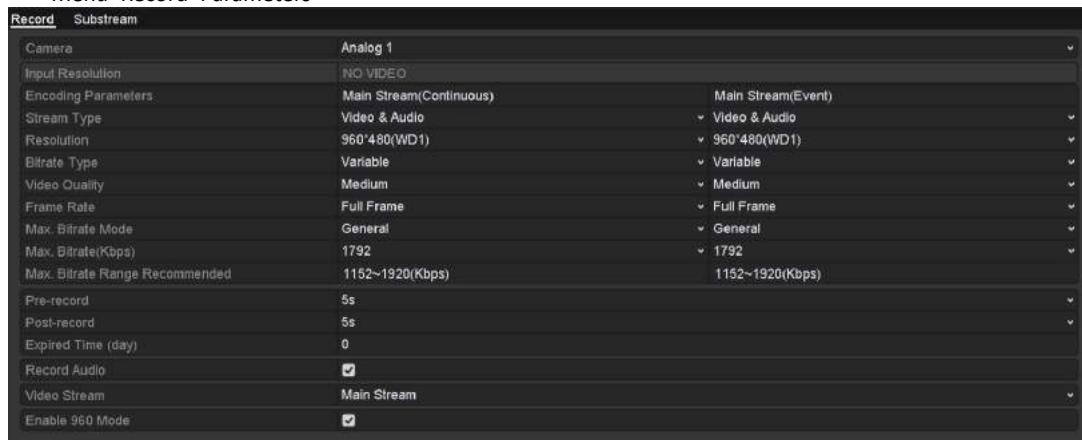 Menu Record Parameters
Record Substream
Camera Analog 1
Input Resolution NO VIDEO
Encoding Parameters Main Stream(Continuous) Main Stream(Event)
Stream Type Video & Audio Video & Audio
Resolution 960*480(WD1) 960*480(WD1)
Bitrate Type Variable Variable
Video Quality Medium Medium
Frame Rate Full Frame Full Frame
Max. Bitrate Mode General General
Max. Bitrate(Kbps) 1792 1792
Max. Bitrate Range Recommended 1152~1920(Kbps) 1152~1920(Kbps)
Pre-record 5s
Post-record 5s
Expired Time (day) 0
Record Audio
Video Stream Main Stream
Enable 960 Mode